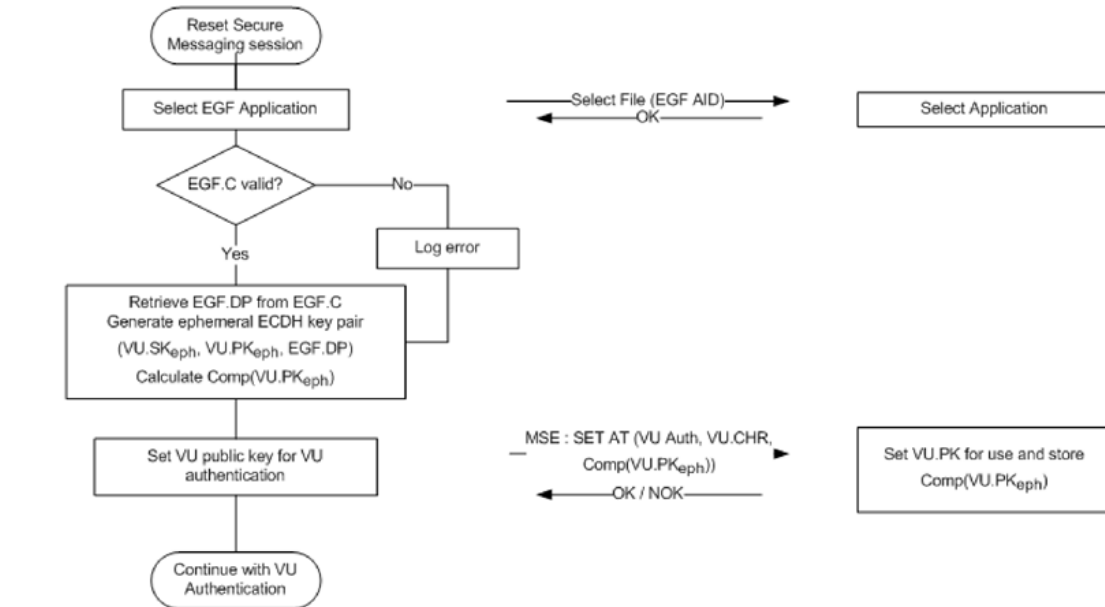 Reset Secure
Messaging session
Select EGF Application
Select File (EGF AID)
OK
Select Application
EGF.C valid?
No
Log error
Yes
Retrieve EGF.DP from EGF.C
Generate ephemeral ECDH key pair
(VU.SKeph, VU.PKeph, EGF.DP)
Calculate Comp(VU.PKeph)
Set VU public key for VU
authentication
MSE : SET AT (VU Auth, VU.CHR,
Comp(VU.PKeph))
OK / NOK
Set VU.PK for use and store
Comp(VU.PKeph)
Continue with VU
Authentication